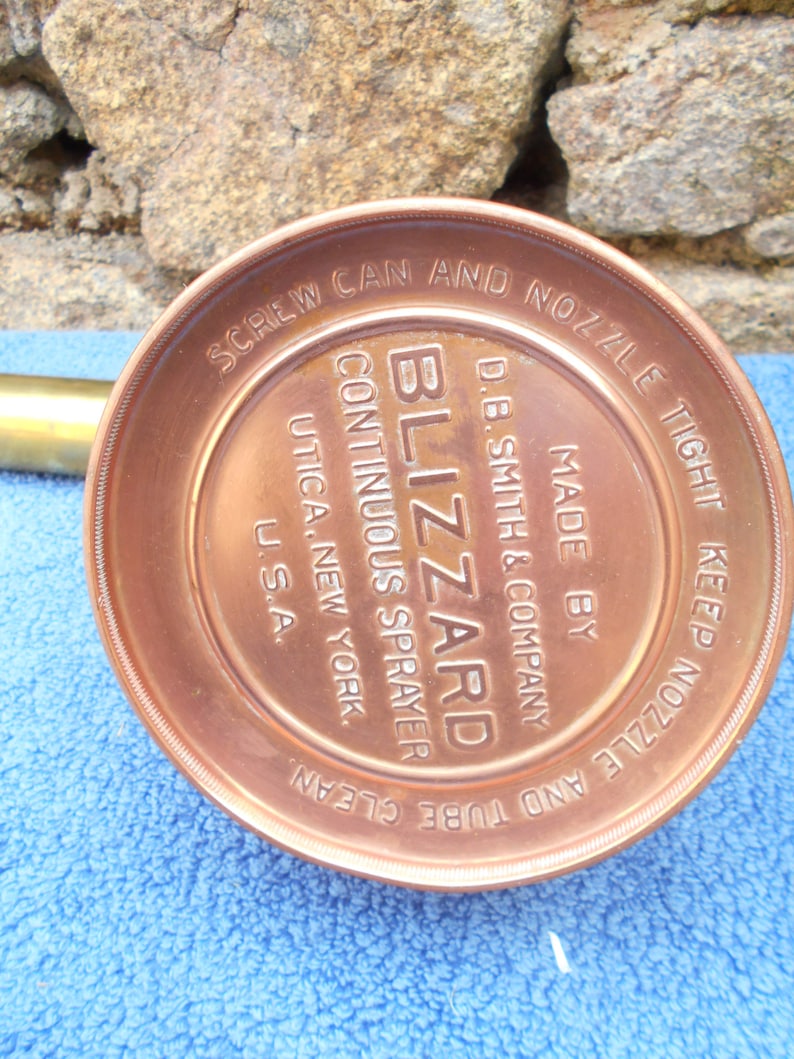 SCREW CAN AND NOZZLE TIGHT KEEP NOZZLE AND TUBE CLEAN.
MADE BY
D.B. SMITH & COMPANY
BLIZZARD
CONTINUOUS SPRAYER
UTICA, NEW YORK.
U.S.A.